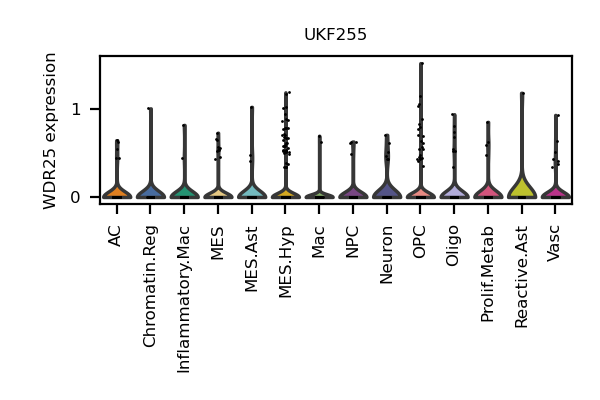 UKF255
WDR25 expression
1
0
AC
Chromatin.Reg
Inflammatory.Mac
MES
MES.Ast
MES.Hyp
Mac
NPC
Neuron
OPC
Oligo
Prolif.Metab
Reactive.Ast
Vasc